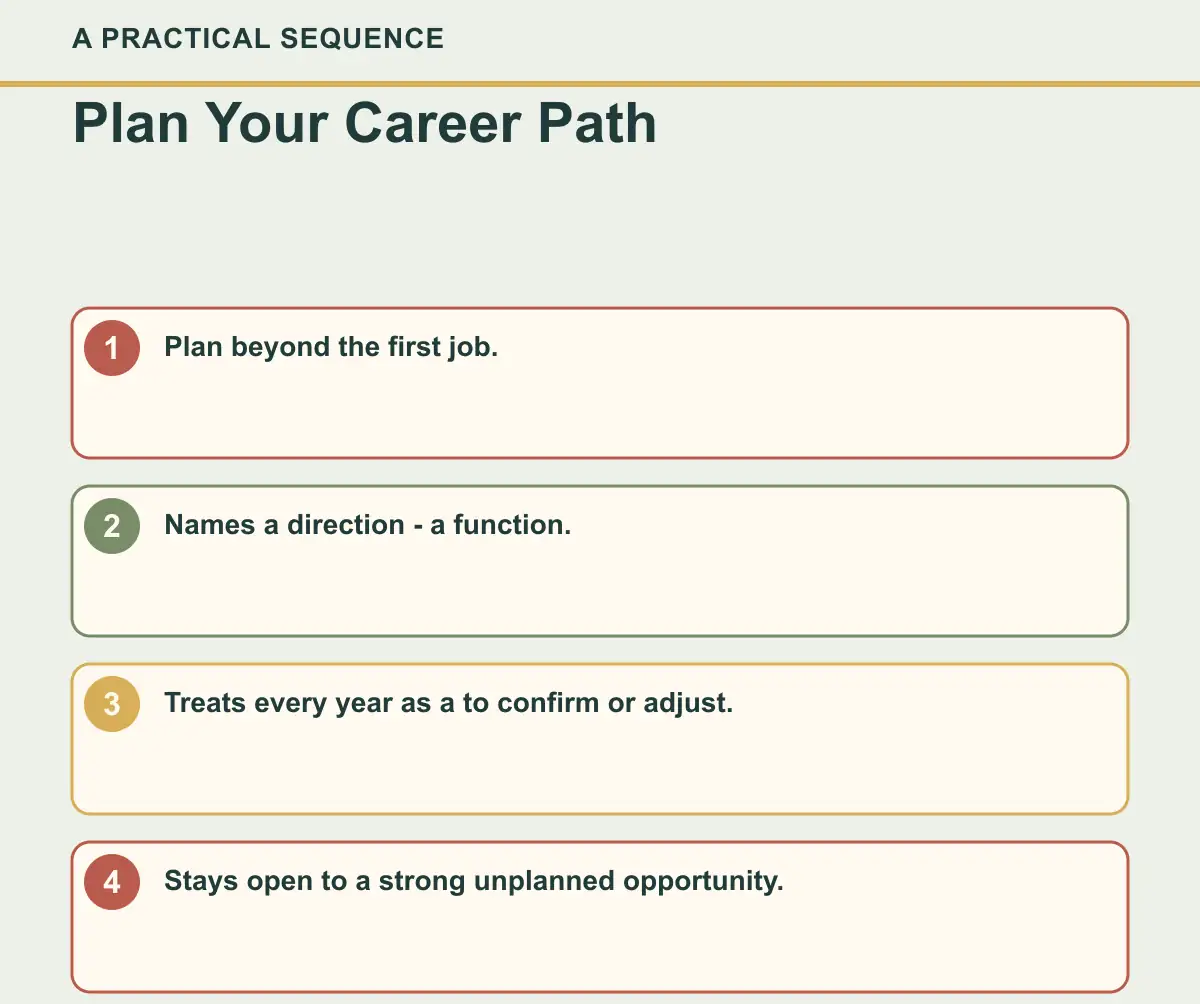 A PRACTICAL SEQUENCE
Plan Your Career Path
1 Plan beyond the first job.
2 Names a direction - a function.
3 Treats every year as a to confirm or adjust.
4 Stays open to a strong unplanned opportunity.